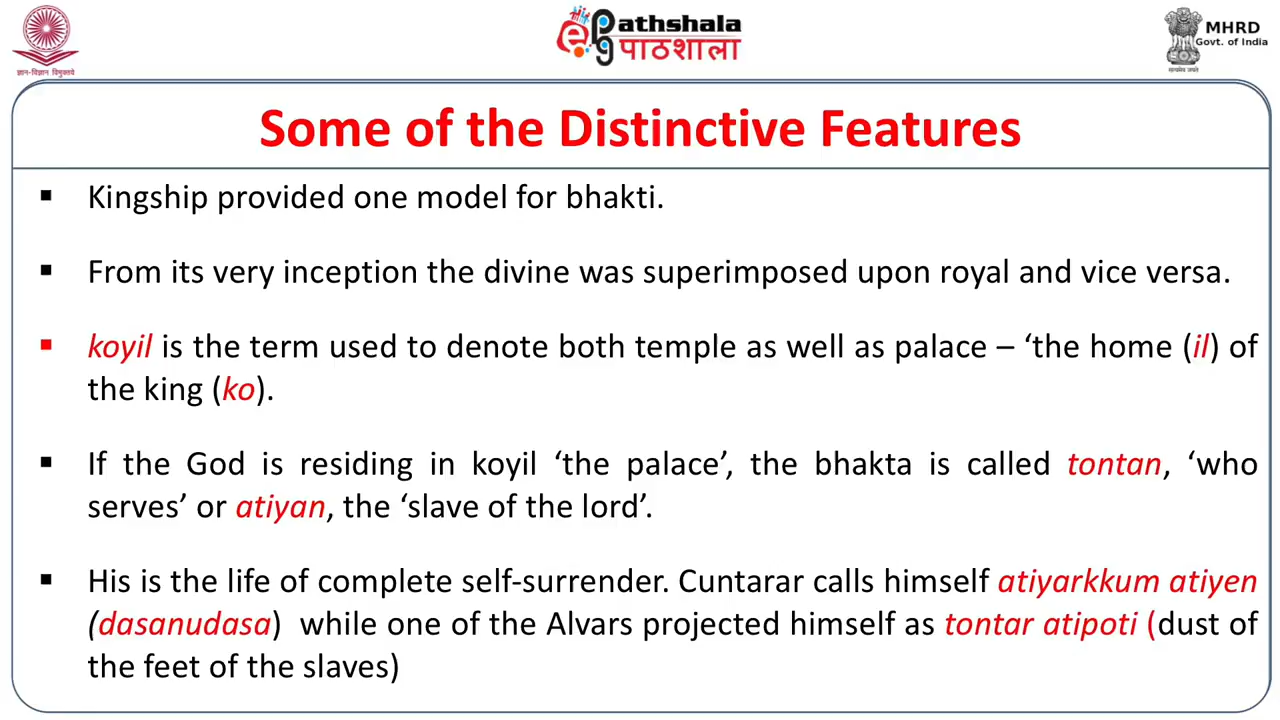 ज्ञान-विज्ञान विमुक्तये
ePG Pathshala
पाठशाला
MHRD
Govt. of India
सत्यमेव जयते
Some of the Distinctive Features
▪ Kingship provided one model for bhakti.
▪ From its very inception the divine was superimposed upon royal and vice versa.
▪ koyil is the term used to denote both temple as well as palace – ‘the home (il) of
the king (ko).
▪ If the God is residing in koyil ‘the palace’, the bhakta is called tontan, ‘who
serves’ or atiyan, the ‘slave of the lord’.
▪ His is the life of complete self-surrender. Cuntarar calls himself atiyarkkum atiyen
(dasanudasa) while one of the Alvars projected himself as tontar atipoti (dust of
the feet of the slaves)